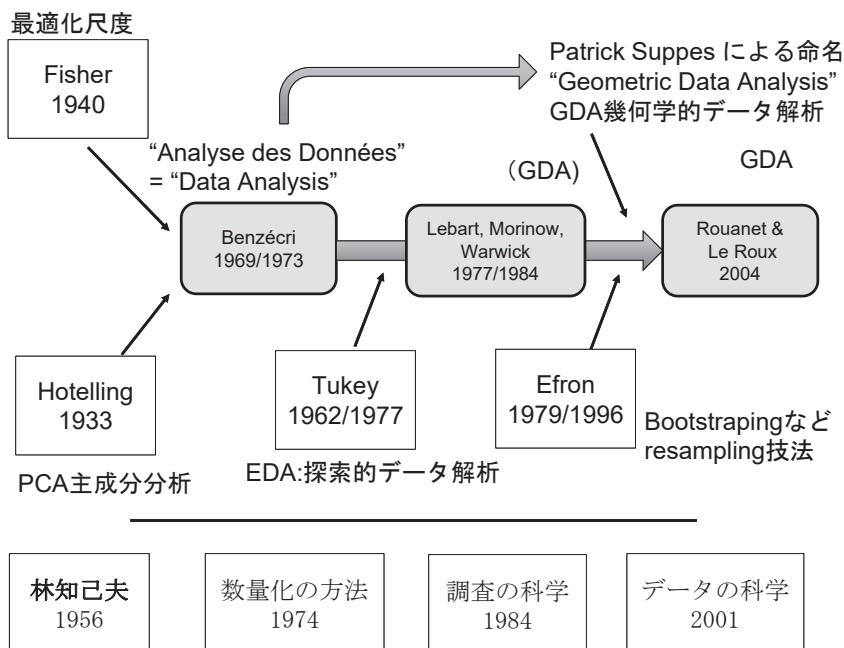 最適化尺度
Fisher
1940
Patrick Suppes による命名
“Geometric Data Analysis”
GDA幾何学的データ解析
“Analyse des Données”
= “Data Analysis”
（GDA)
GDA
Benzécri
1969/1973
Lebart, Morinow,
Warwick
1977/1984
Rouanet &
Le Roux
2004
Hotelling
1933
Tukey
1962/1977
Efron
1979/1996
Bootstrapingなど
resampling技法
PCA主成分分析
EDA:探索的データ解析
林知己夫
1956
数量化の方法
1974
調査の科学
1984
データの科学
2001